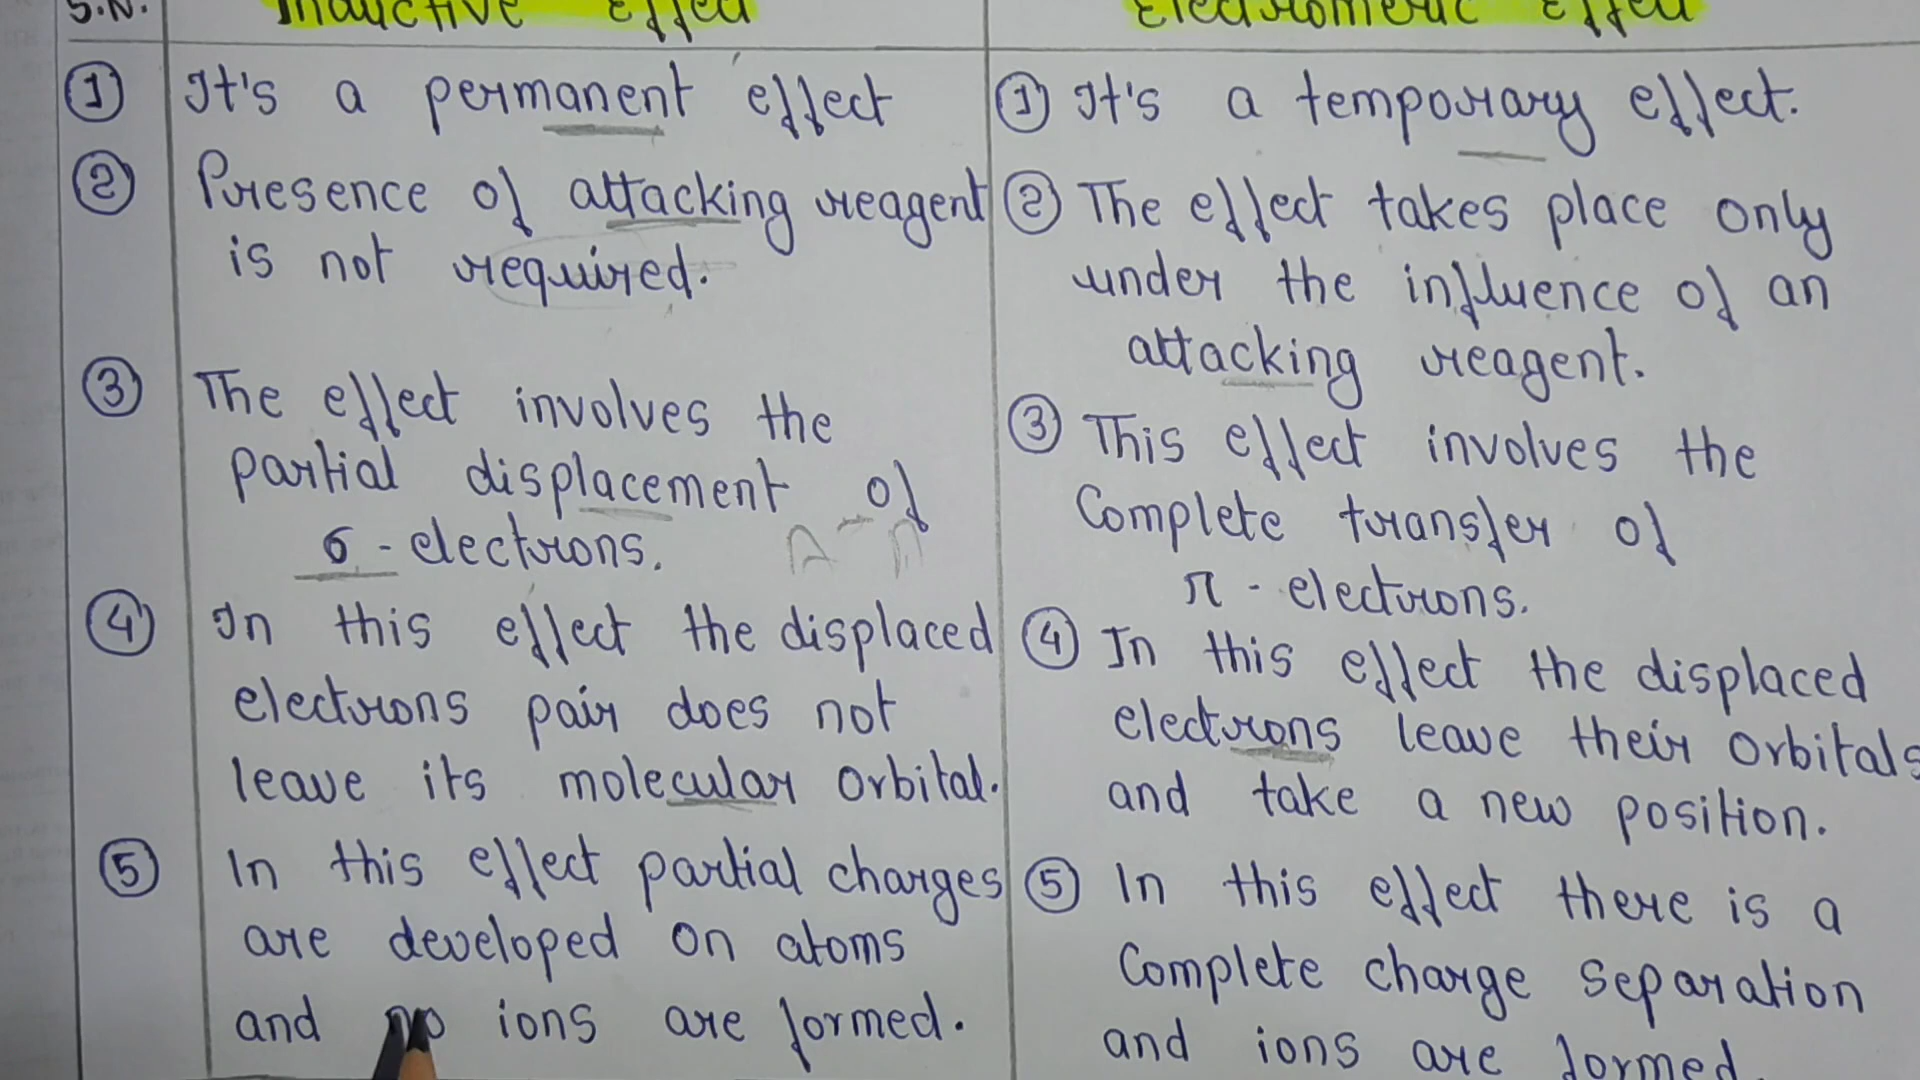 S.N.
Inductive Effect
Electromeric Effect
① It's a permanent effect
② Presence of attacking reagent
is not required.
③ The effect involves the
partial displacement of
σ - electrons.
④ In this effect the displaced
electrons pair does not
leave its molecular orbital.
⑤ In this effect partial charges
are developed on atoms
and no ions are formed.
① It's a temporary effect.
② The effect takes place only
under the influence of an
attacking reagent.
③ This effect involves the
Complete transfer of
π - electrons.
④ In this effect the displaced
electrons leave their orbitals
and take a new position.
⑤ In this effect there is a
Complete charge separation
and ions are formed.